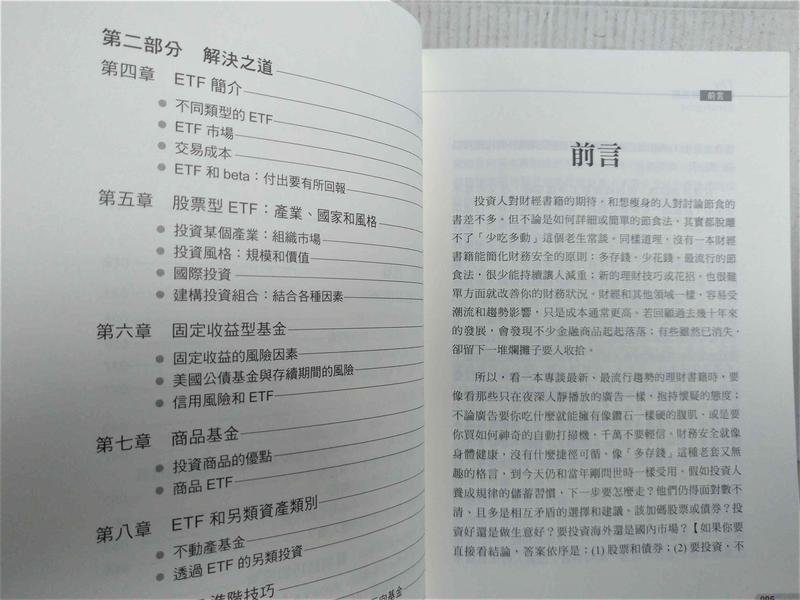 第二部分 解決之道
第四章 ETF 簡介
● 不同類型的 ETF
● ETF 市場
● 交易成本
● ETF 和 beta：付出要有所回報
第五章 股票型 ETF：產業、國家和風格
● 投資某個產業：組織市場
● 投資風格：規模和價值
● 國際投資
● 建構投資組合：結合各種因素
第六章 固定收益型基金
● 固定收益的風險因素
● 美國公債基金與存續期間的風險
● 信用風險和 ETF
第七章 商品基金
● 投資商品的優點
● 商品 ETF
第八章 ETF 和另類資產類別
● 不動產基金
● 透過 ETF 的另類投資
進階技巧
前言
前言
投資人對財經書籍的期待，和想瘦身的人對討論節食的
書差不多。但不論是如何詳細或簡單的節食法，其實都脫離
不了「少吃多動」這個老生常談。同樣道理，沒有一本財經
書籍能簡化財務安全的原則：多存錢、少花錢。最流行的節
食法，很少能持續讓人減重；新的理財技巧或花招，也很難
單方面就改善你的財務狀況。財經和其他領域一樣，容易受
潮流和趨勢影響，只是成本通常更高。若回顧過去幾十年來
的發展，會發現不少金融商品起起落落；有些雖然已消失，
卻留下一堆爛攤子要人收拾。
所以，看一本專談最新、最流行趨勢的理財書籍時，要
像看那些只在夜深人靜播放的廣告一樣，抱持懷疑的態度；
不論廣告要你吃什麼就能擁有像鑽石一樣硬的腹肌，或是要
你買如何神奇的自動打掃機，千萬不要輕信。財務安全就像
身體健康，沒有什麼捷徑可循。像「多存錢」這種老套又無
趣的格言，到今天仍和當年剛問世時一樣受用。假如投資人
養成規律的儲蓄習慣，下一步要怎麼走？他們仍得面對數不
清、且多是相互矛盾的選擇和建議。該加碼股票或債券？投
資好還是做生意好？要投資海外還是國內市場？【如果你要
直接看結論，答案依序是：(1) 股票和債券；(2) 要投資，不